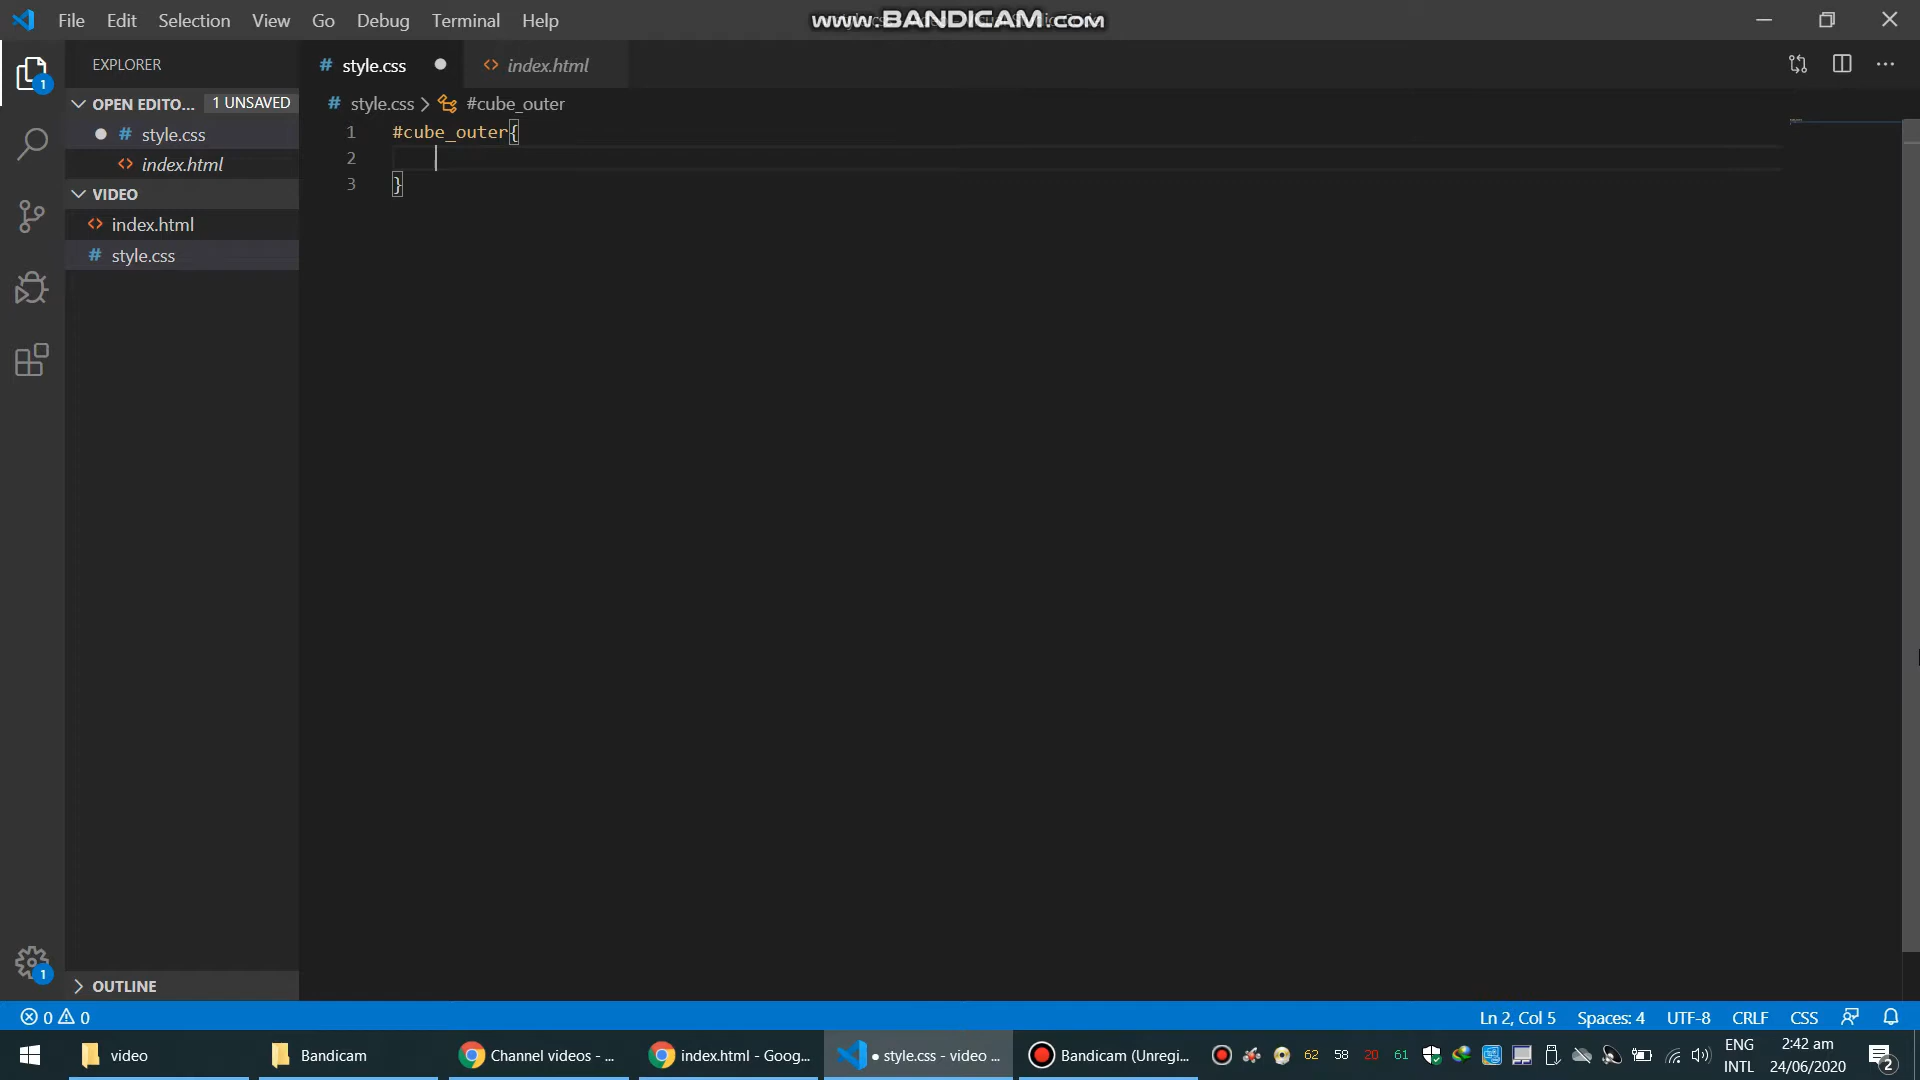 File Edit Selection View Go Debug Terminal Help
www.BANDICAM.com
EXPLORER
style.css
index.html
OPEN EDITO... 1 UNSAVED
style.css > #cube_outer
style.css
index.html
VIDEO
index.html
style.css
1 #cube_outer{
2
3 }
1
1
OUTLINE
0 0
Ln 2, Col 5 Spaces: 4 UTF-8 CRLF CSS
video
Bandicam
Channel videos - ...
index.html - Goog...
● style.css - video ...
Bandicam (Unregi...
62 58 20 61
ENG
INTL
2:42 am
24/06/2020
2